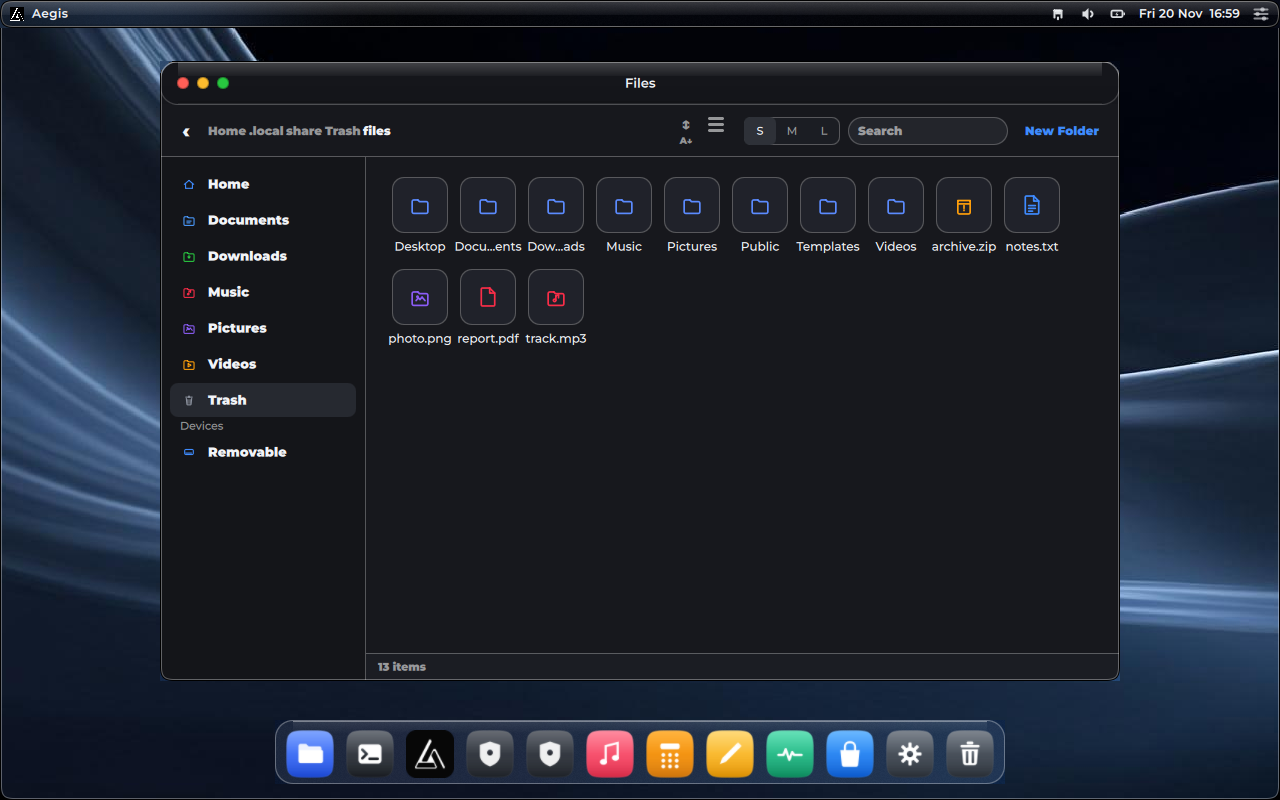 Aegis
Fri 20 Nov 16:59
Files
Home .local share Trash files
A
S M L
Search
New Folder
Home
Documents
Downloads
Music
Pictures
Videos
Trash
Devices
Removable
Desktop Docu...ents Dow...ads Music Pictures Public Templates Videos archive.zip notes.txt
photo.png report.pdf track.mp3
13 items